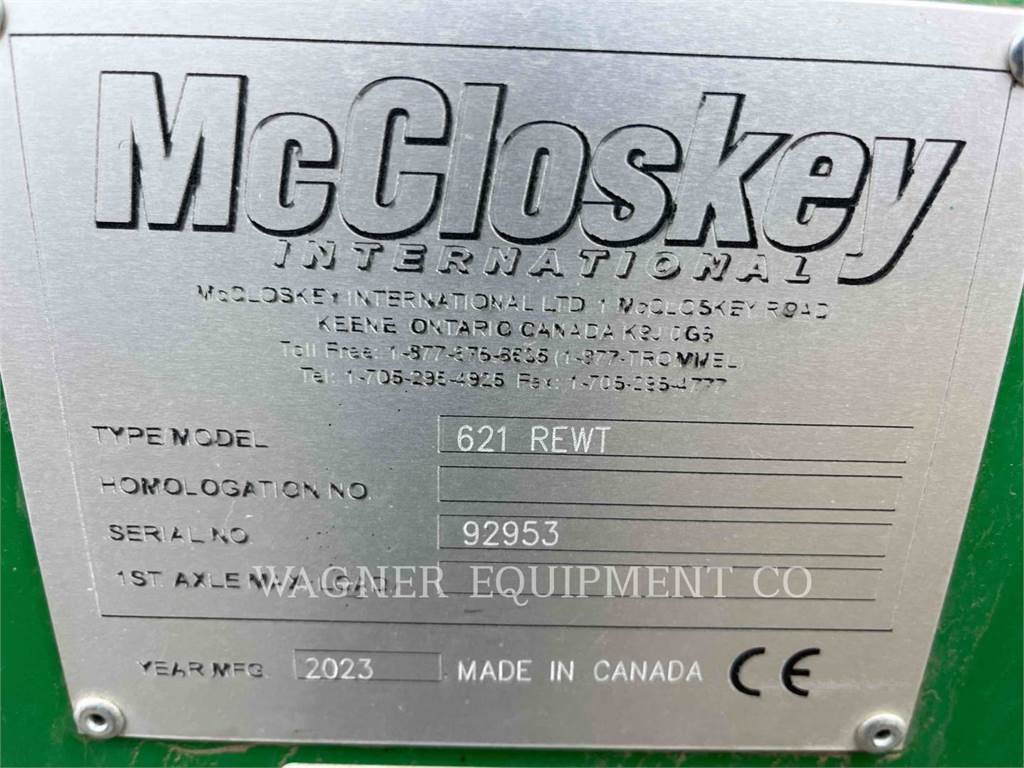 McCloskey
INTERNATIONAL
McCLOSKEY INTERNATIONAL LTD 1 McCLOSKEY ROAD
KEENE ONTARIO CANADA K9J 0G6
Toll Free: 1-877-876-6635 (1-877-TROMMEL)
Tel: 1-705-295-4925 Fax: 1-705-295-4777
TYPE MODEL 621 REWT
HOMOLOGATION NO
SERIAL NO 92953
1ST. AXLE MAX
WAGNER EQUIPMENT CO
YEAR MFG. 2023 MADE IN CANADA CE